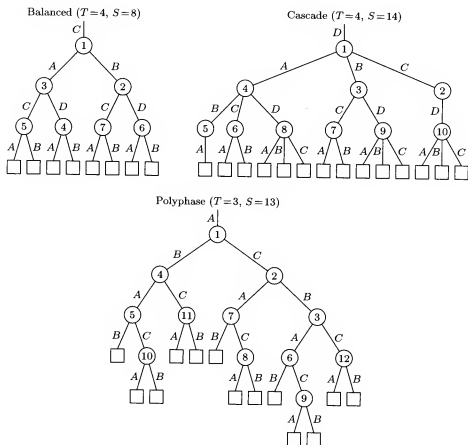 Balanced (T=4, S=8)
C
1
A B
3 2
C D C D
5 4 7 6
A B A B A B A B
Cascade (T=4, S=14)
D
1
A B C
4 3 2
B C D C D D
5 6 8 7 9 10
A A B A B C A B A B C A B C
Polyphase (T=3, S=13)
A
1
B C
4 2
A C A B
5 11 7 3
B C A B B C A C
10 8 6 12
A B A B B C A B
9
A B